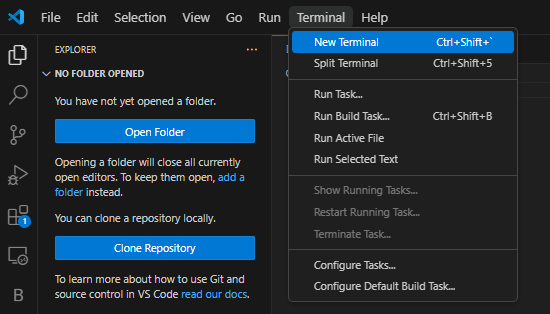 File Edit Selection View Go Run Terminal Help
EXPLORER
NO FOLDER OPENED
You have not yet opened a folder.
Open Folder
Opening a folder will close all currently
open editors. To keep them open, add a
folder instead.
You can clone a repository locally.
Clone Repository
To learn more about how to use Git and
source control in VS Code read our docs.
1
B
New Terminal Ctrl+Shift+`
Split Terminal Ctrl+Shift+5
Run Task...
Run Build Task... Ctrl+Shift+B
Run Active File
Run Selected Text
Show Running Tasks...
Restart Running Task...
Terminate Task...
Configure Tasks...
Configure Default Build Task...